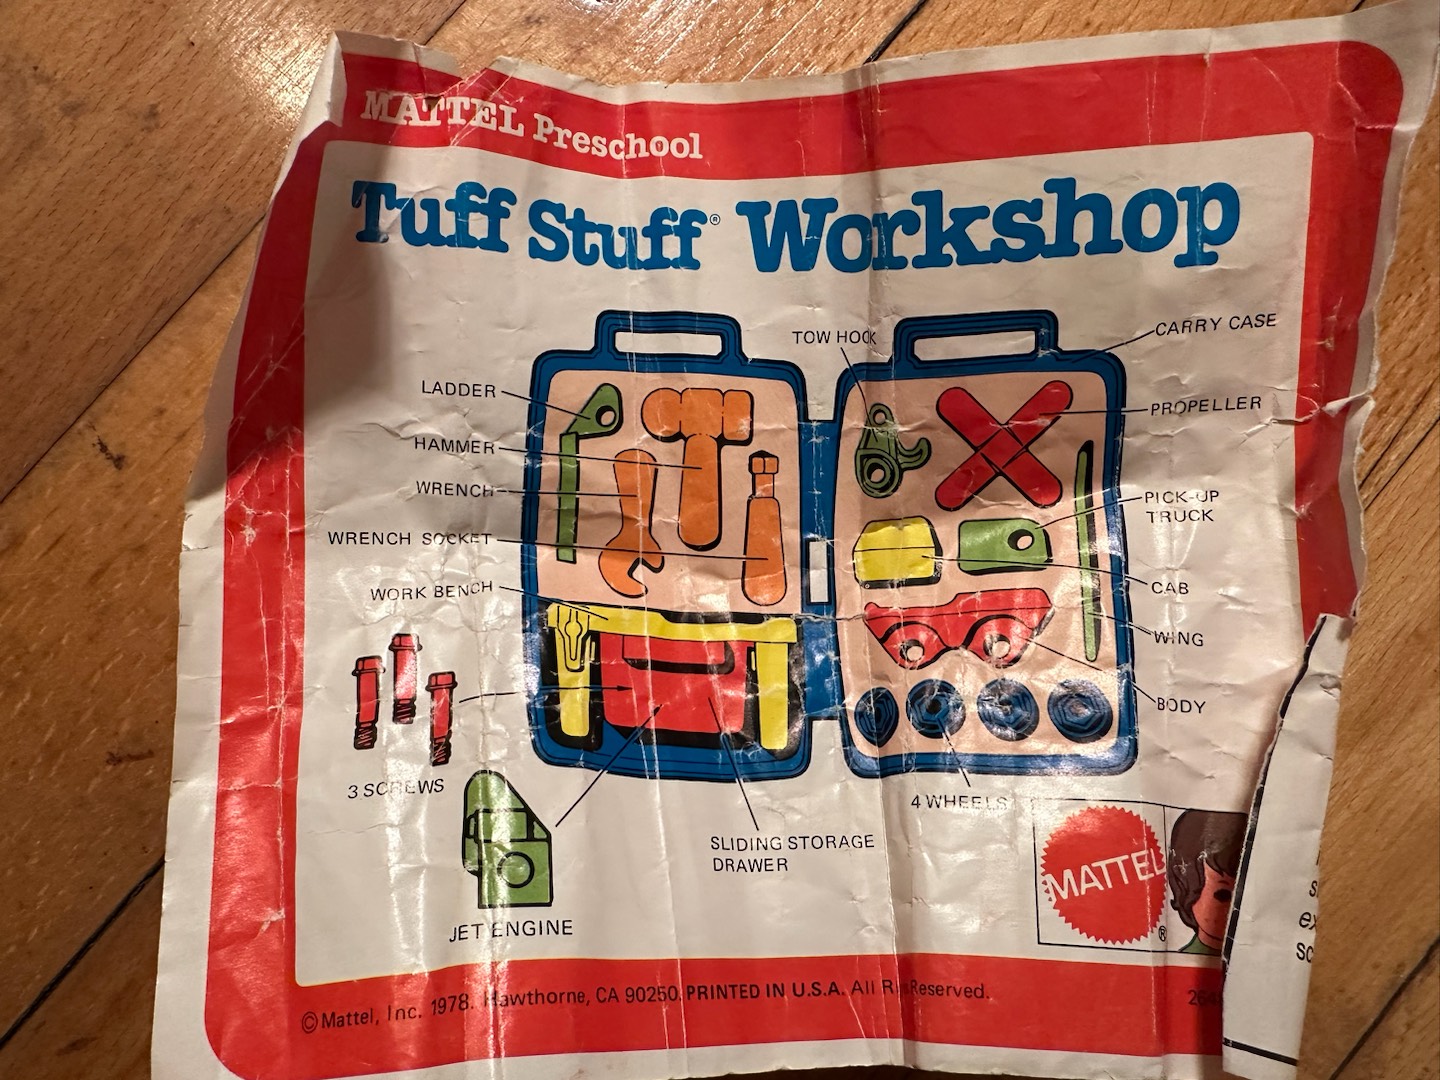 MATTEL Preschool
Tuff Stuff® Workshop
TOW HOOK
CARRY CASE
LADDER
PROPELLER
HAMMER
WRENCH
PICK-UP
TRUCK
WRENCH SOCKET
CAB
WORK BENCH
WING
BODY
3 SCREWS
4 WHEELS
SLIDING STORAGE
DRAWER
MATTEL®
JET ENGINE
©Mattel, Inc. 1978. Hawthorne, CA 90250. PRINTED IN U.S.A. All Reserved.